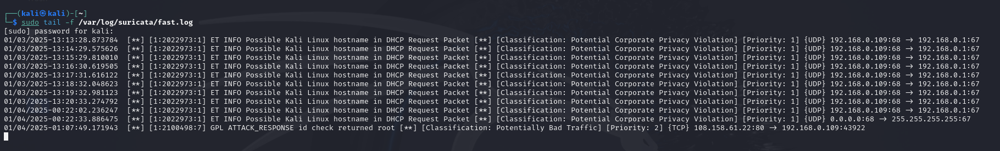 ┌──(kali㉿kali)-[~]
└─$ sudo tail -f /var/log/suricata/fast.log
[sudo] password for kali:
01/03/2025-13:13:28.873784  [**] [1:2022973:1] ET INFO Possible Kali Linux hostname in DHCP Request Packet [**] [Classification: Potential Corporate Privacy Violation] [Priority: 1] {UDP} 192.168.0.109:68 -> 192.168.0.1:67
01/03/2025-13:14:29.575626  [**] [1:2022973:1] ET INFO Possible Kali Linux hostname in DHCP Request Packet [**] [Classification: Potential Corporate Privacy Violation] [Priority: 1] {UDP} 192.168.0.109:68 -> 192.168.0.1:67
01/03/2025-13:15:29.810010  [**] [1:2022973:1] ET INFO Possible Kali Linux hostname in DHCP Request Packet [**] [Classification: Potential Corporate Privacy Violation] [Priority: 1] {UDP} 192.168.0.109:68 -> 192.168.0.1:67
01/03/2025-13:16:30.619505  [**] [1:2022973:1] ET INFO Possible Kali Linux hostname in DHCP Request Packet [**] [Classification: Potential Corporate Privacy Violation] [Priority: 1] {UDP} 192.168.0.109:68 -> 192.168.0.1:67
01/03/2025-13:17:31.616122  [**] [1:2022973:1] ET INFO Possible Kali Linux hostname in DHCP Request Packet [**] [Classification: Potential Corporate Privacy Violation] [Priority: 1] {UDP} 192.168.0.109:68 -> 192.168.0.1:67
01/03/2025-13:18:32.048623  [**] [1:2022973:1] ET INFO Possible Kali Linux hostname in DHCP Request Packet [**] [Classification: Potential Corporate Privacy Violation] [Priority: 1] {UDP} 192.168.0.109:68 -> 192.168.0.1:67
01/03/2025-13:19:32.981123  [**] [1:2022973:1] ET INFO Possible Kali Linux hostname in DHCP Request Packet [**] [Classification: Potential Corporate Privacy Violation] [Priority: 1] {UDP} 192.168.0.109:68 -> 192.168.0.1:67
01/03/2025-13:20:33.274792  [**] [1:2022973:1] ET INFO Possible Kali Linux hostname in DHCP Request Packet [**] [Classification: Potential Corporate Privacy Violation] [Priority: 1] {UDP} 192.168.0.109:68 -> 192.168.0.1:67
01/04/2025-00:22:02.236247  [**] [1:2022973:1] ET INFO Possible Kali Linux hostname in DHCP Request Packet [**] [Classification: Potential Corporate Privacy Violation] [Priority: 1] {UDP} 192.168.0.109:68 -> 192.168.0.1:67
01/04/2025-00:22:33.886475  [**] [1:2022973:1] ET INFO Possible Kali Linux hostname in DHCP Request Packet [**] [Classification: Potential Corporate Privacy Violation] [Priority: 1] {UDP} 0.0.0.0:68 -> 255.255.255.255:67
01/04/2025-01:07:49.171943  [**] [1:2100498:7] GPL ATTACK_RESPONSE id check returned root [**] [Classification: Potentially Bad Traffic] [Priority: 2] {TCP} 108.158.61.22:80 -> 192.168.0.109:43922